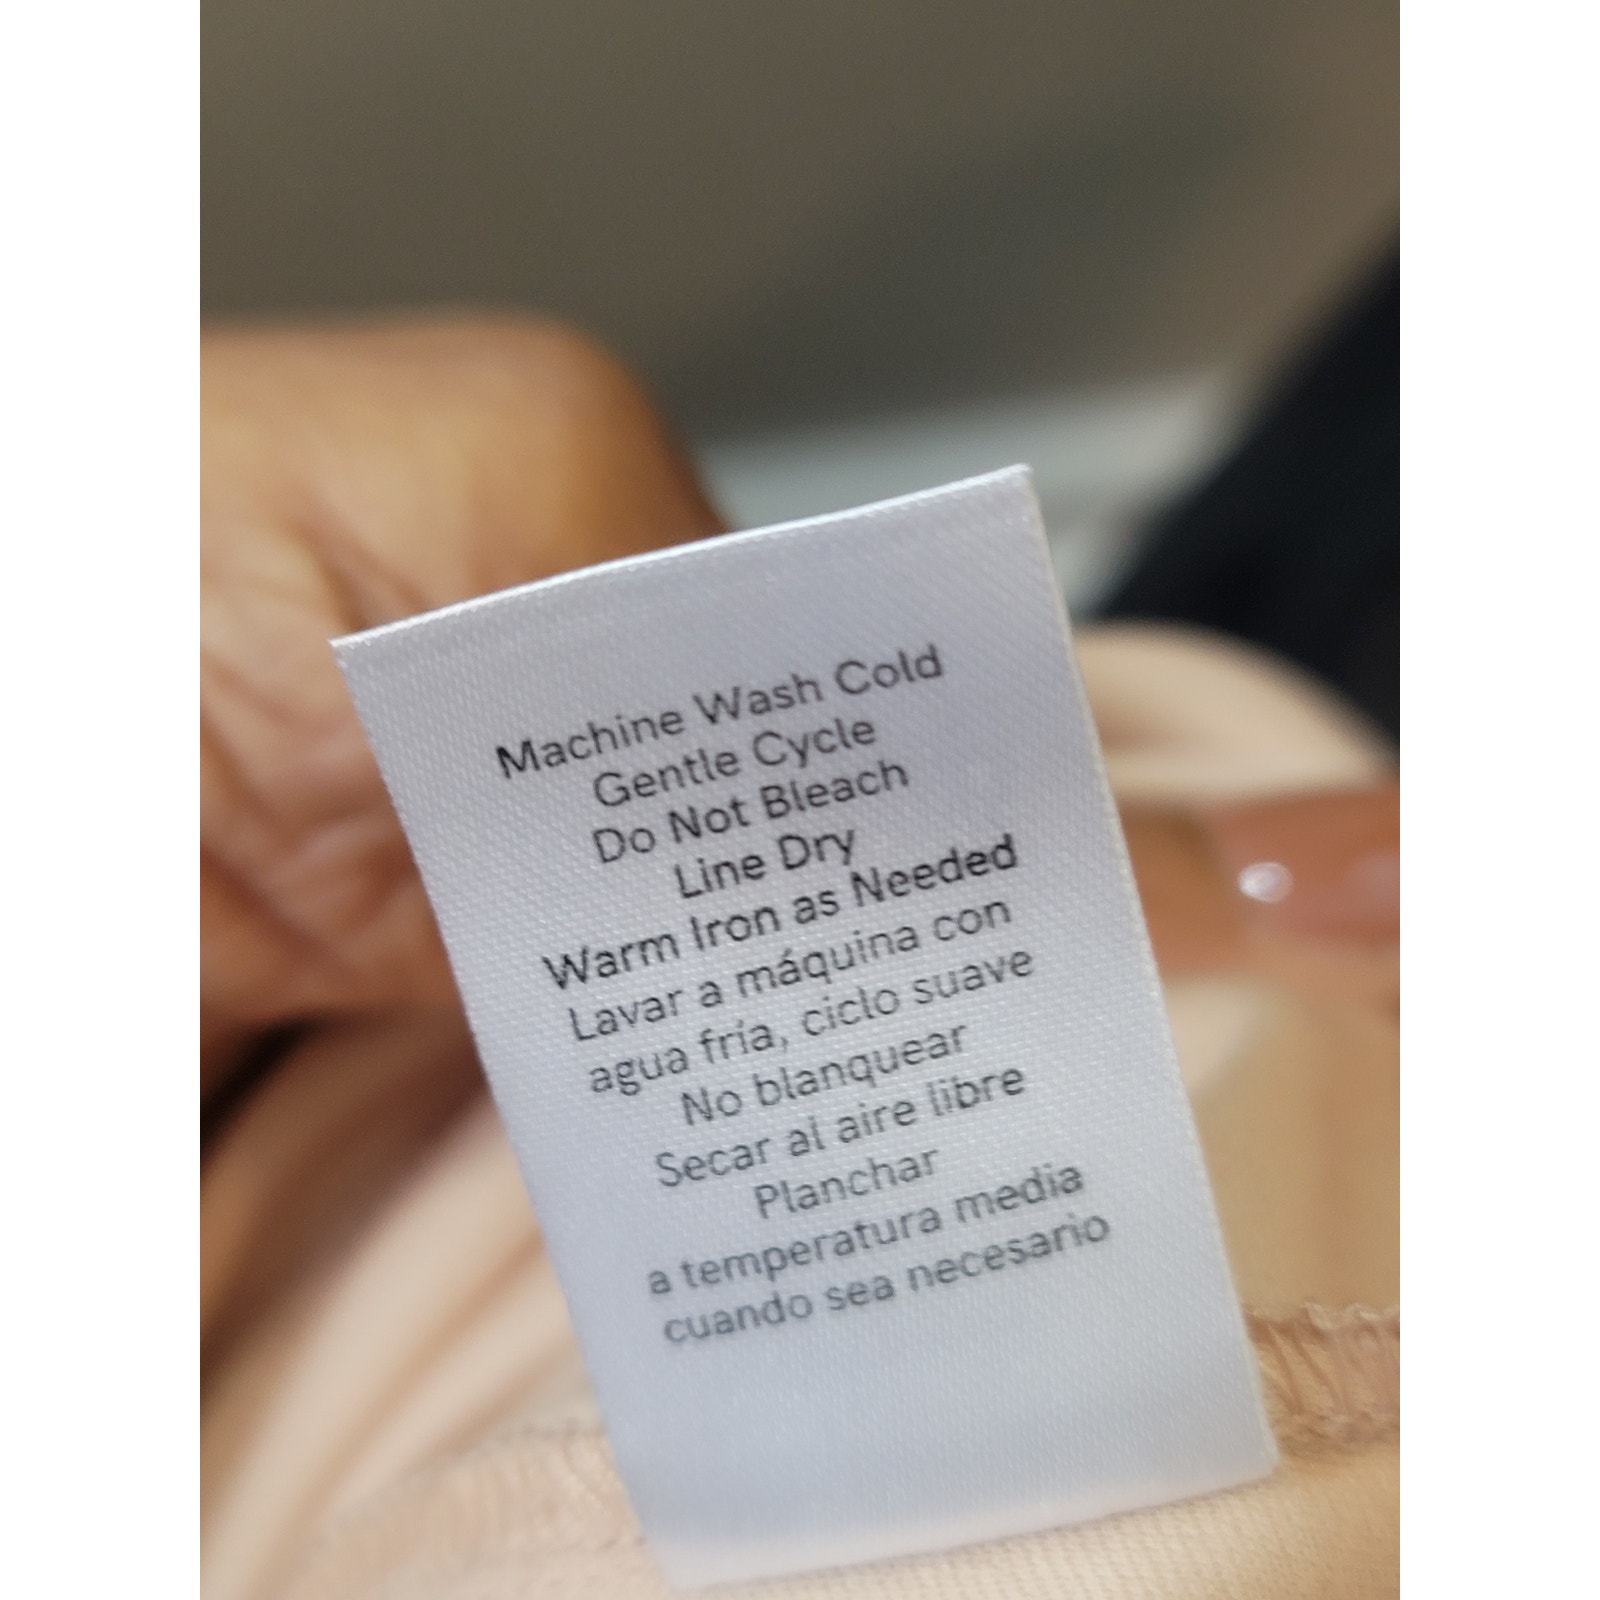 Machine Wash Cold
Gentle Cycle
Do Not Bleach
Line Dry
Warm Iron as Needed
Lavar a máquina con
agua fría, ciclo suave
No blanquear
Secar al aire libre
Planchar
a temperatura media
cuando sea necesario